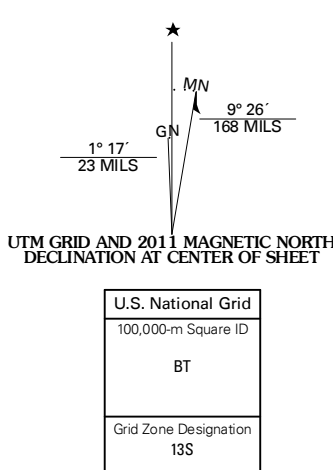 ★
MN
GN
9° 26´
168 MILS
1° 17´
23 MILS
UTM GRID AND 2011 MAGNETIC NORTH
DECLINATION AT CENTER OF SHEET
U.S. National Grid
100,000-m Square ID
BT
Grid Zone Designation
13S